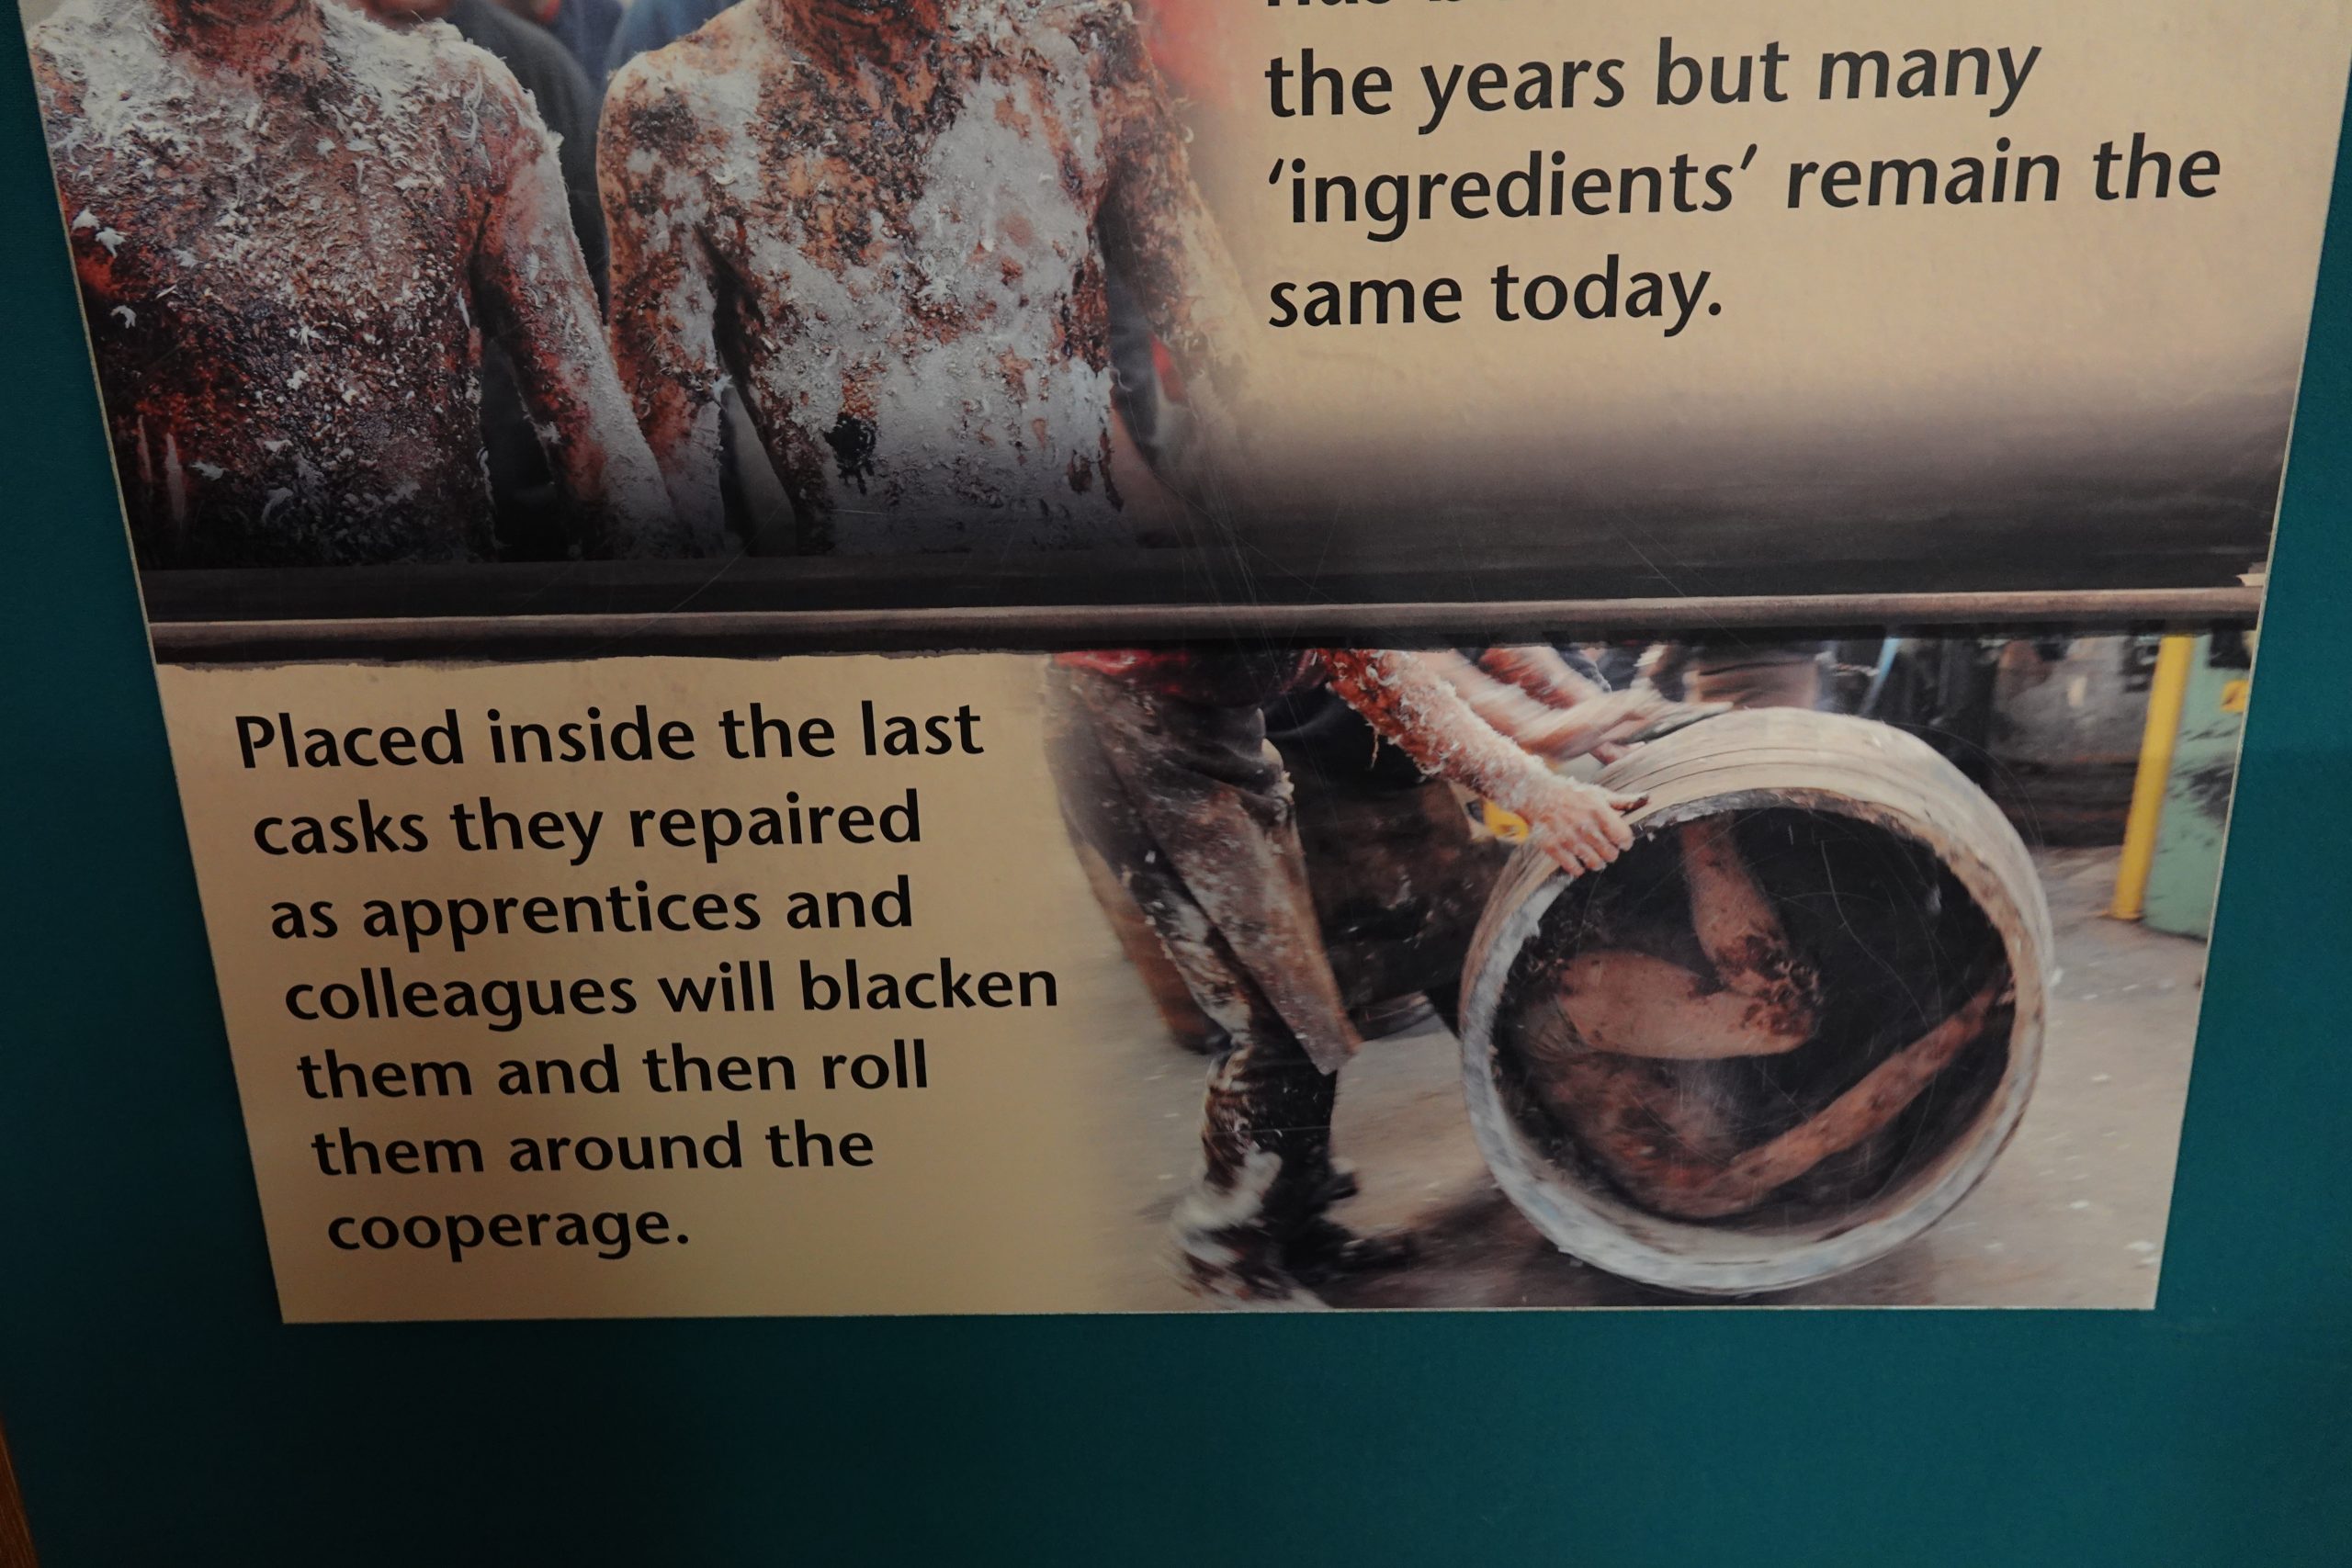 the years but many
‘ingredients’ remain the
same today.
Placed inside the last
casks they repaired
as apprentices and
colleagues will blacken
them and then roll
them around the
cooperage.